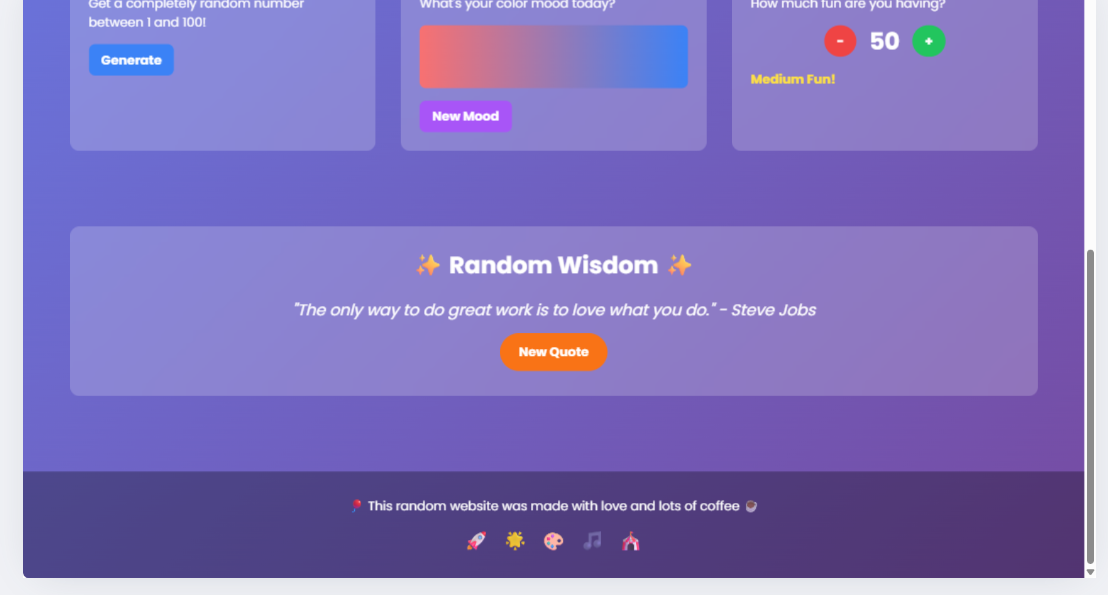 Get a completely random number
between 1 and 100!
Generate
What's your color mood today?
New Mood
How much fun are you having?
- 50 +
Medium Fun!
✨ Random Wisdom ✨
"The only way to do great work is to love what you do." - Steve Jobs
New Quote
🎈 This random website was made with love and lots of coffee ☕
🚀 🌟 🎨 🎵 🎪